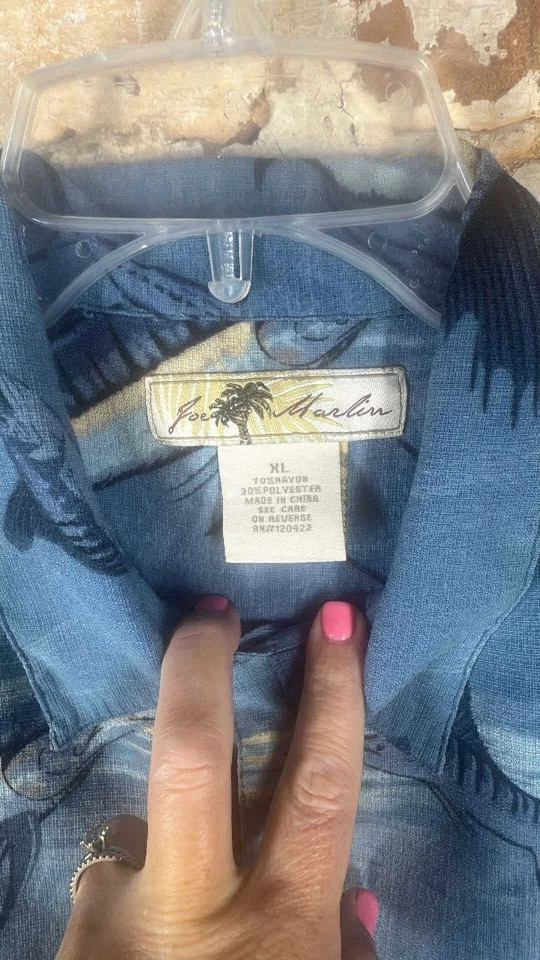 Joe Marlin
XL
70%RAYON
30%POLYESTER
MADE IN CHINA
SEE CARE
ON REVERSE
RN#120422